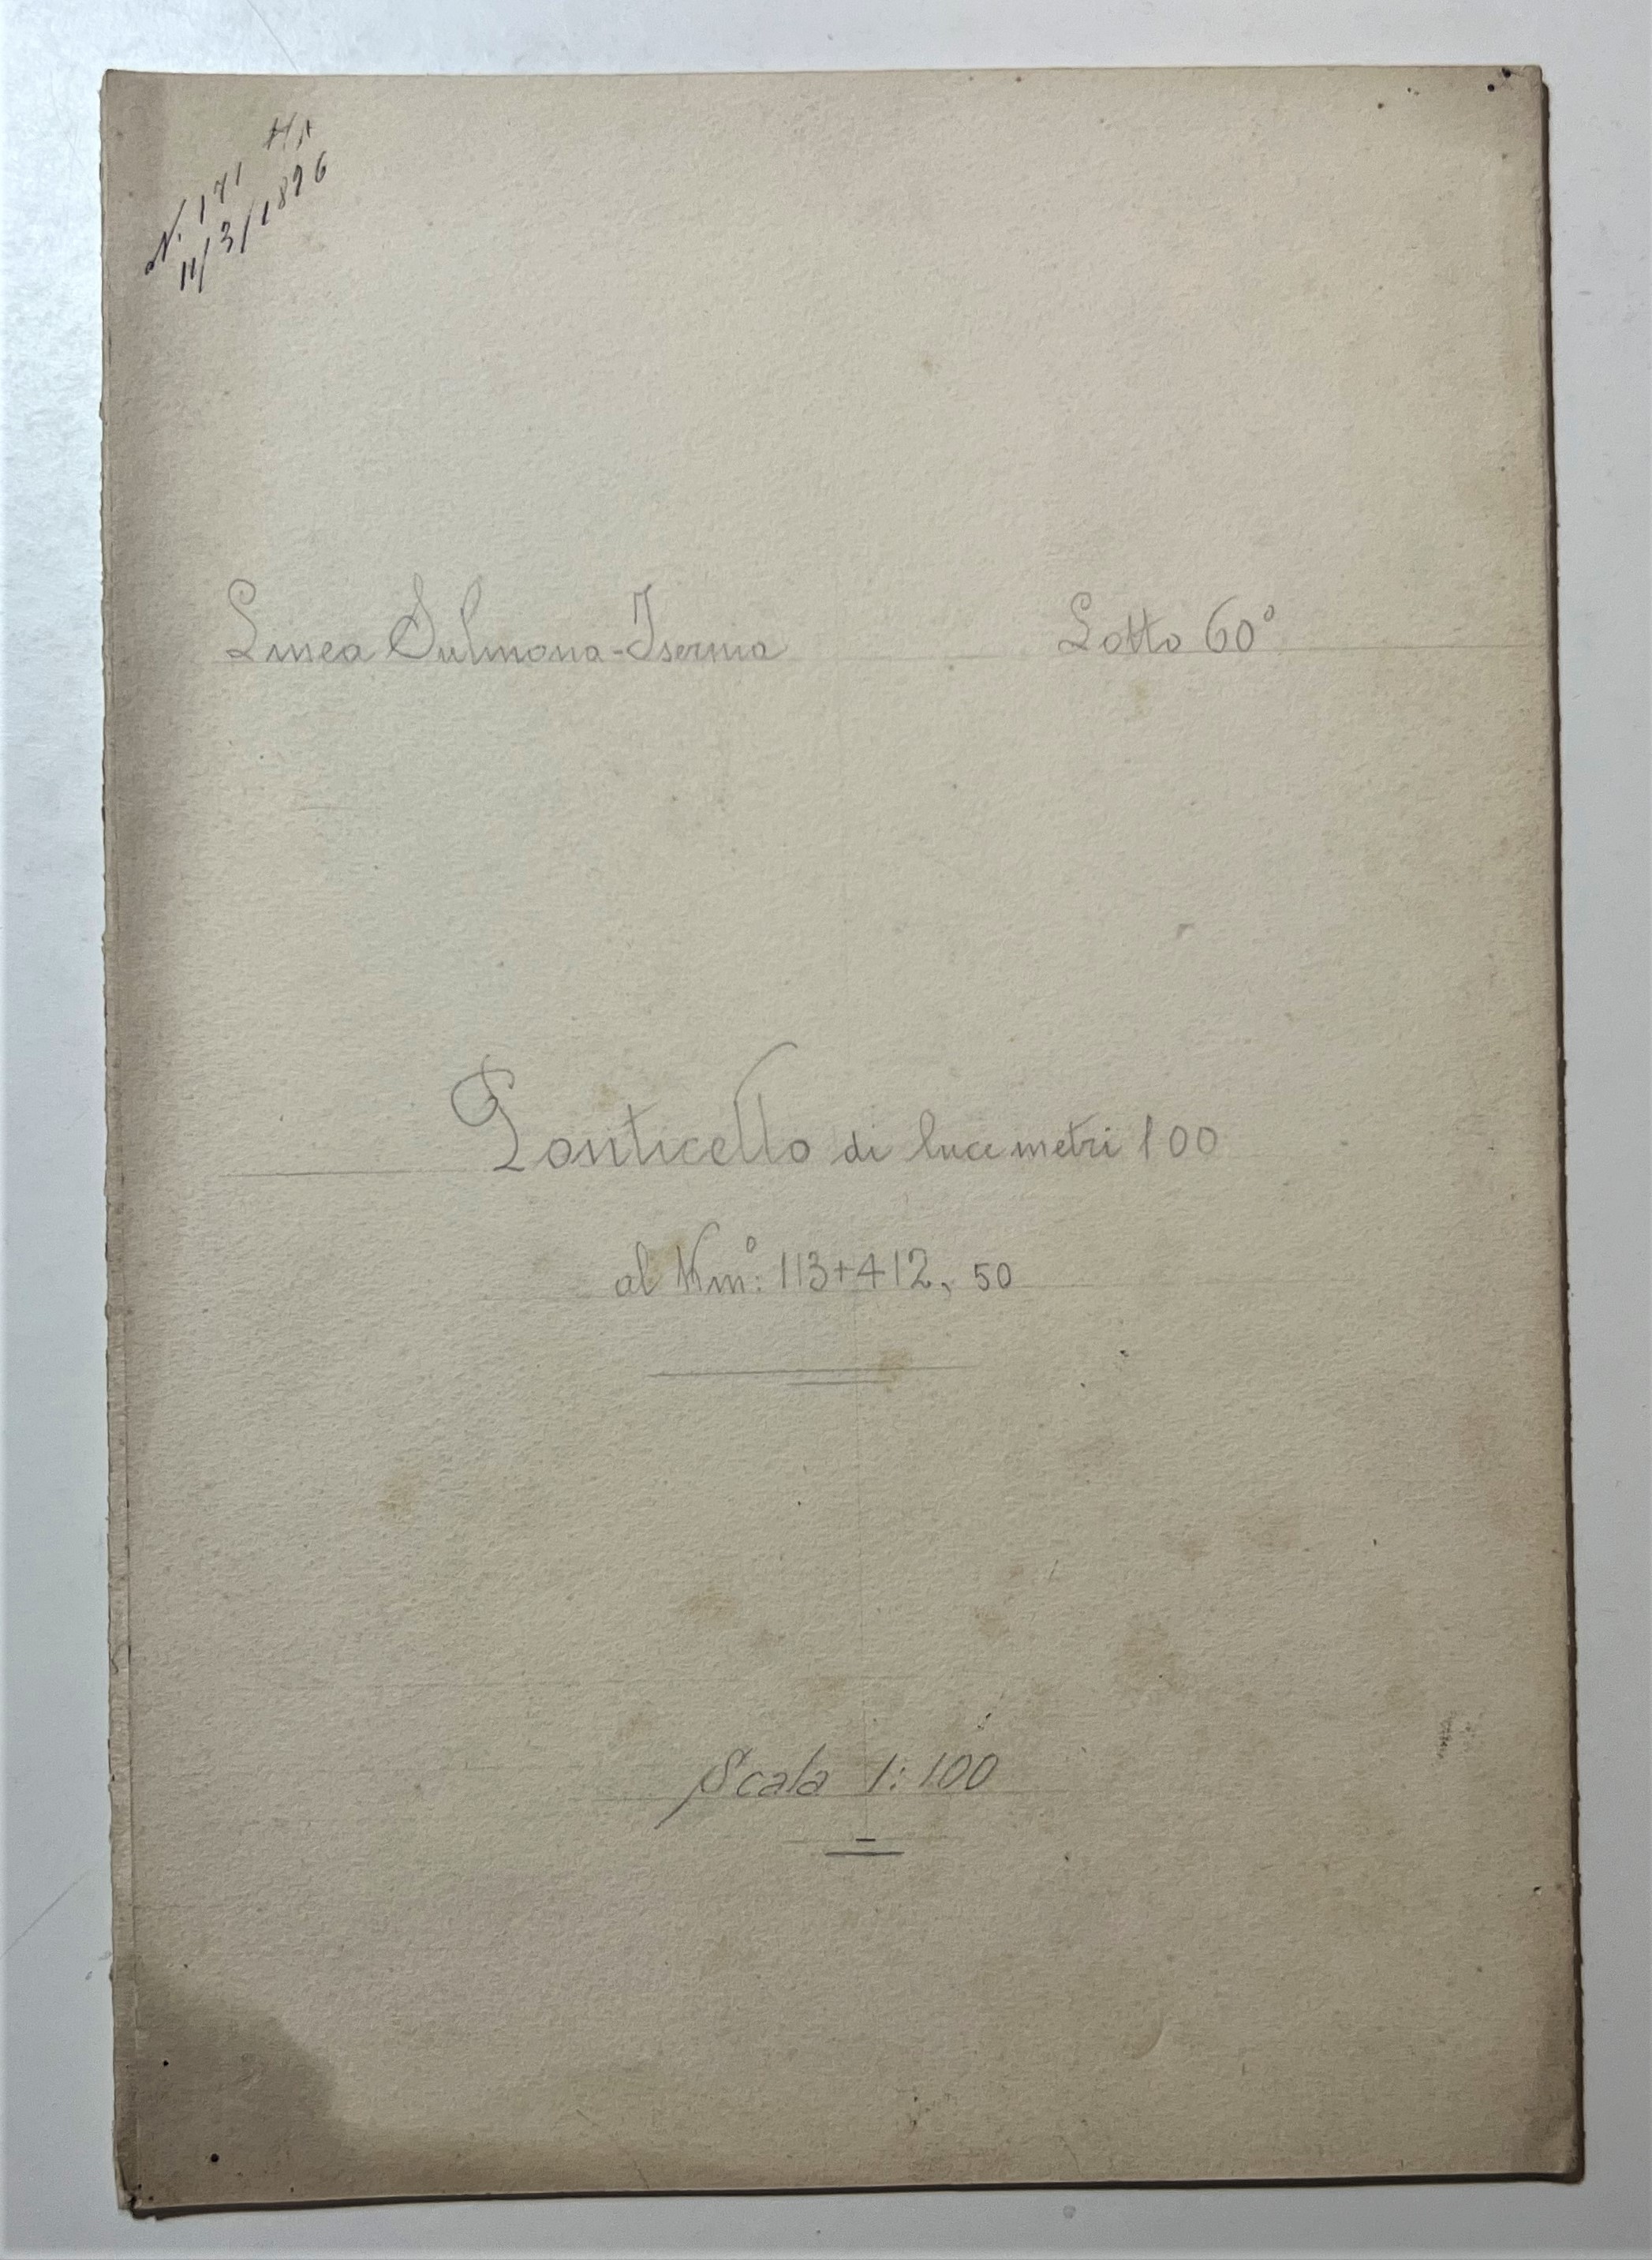 N. 171
11/3/1896
Linea Sulmona-Isernia Lotto 60°
Ponticello di luce metri 1 00
al Km°: 113+412, 50
Scala 1:100